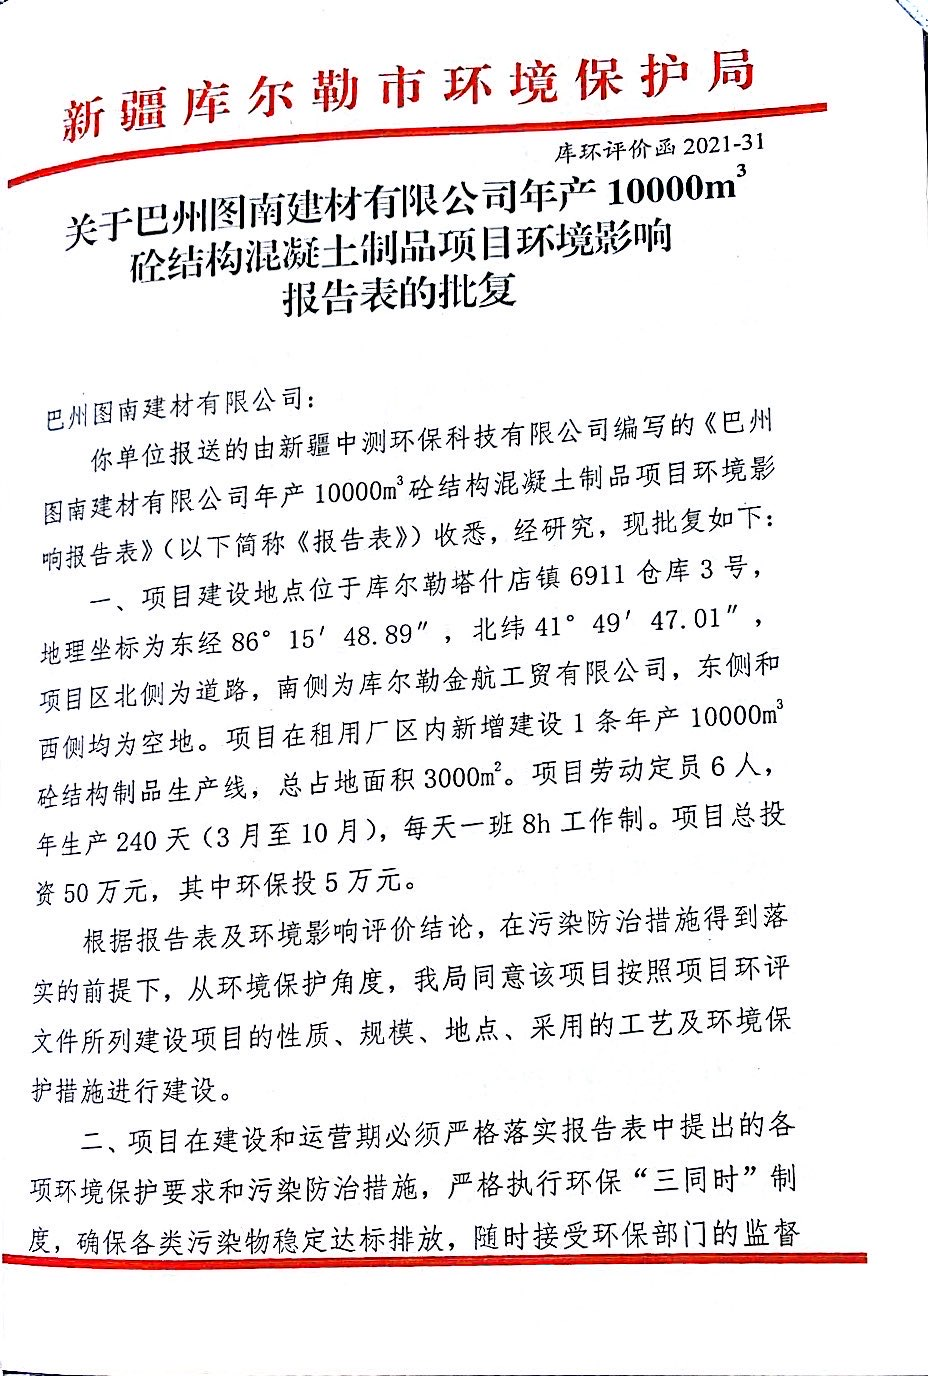 新疆库尔勒市环境保护局
库环评价函 2021-31
关于巴州图南建材有限公司年产 10000m³
砼结构混凝土制品项目环境影响
报告表的批复
巴州图南建材有限公司：
你单位报送的由新疆中测环保科技有限公司编写的《巴州
图南建材有限公司年产 10000m³砼结构混凝土制品项目环境影
响报告表》（以下简称《报告表》）收悉，经研究，现批复如下：
一、项目建设地点位于库尔勒塔什店镇 6911 仓库 3 号，
地理坐标为东经 86° 15′ 48.89″，北纬 41° 49′ 47.01″，
项目区北侧为道路，南侧为库尔勒金航工贸有限公司，东侧和
西侧均为空地。项目在租用厂区内新增建设 1 条年产 10000m³
砼结构制品生产线，总占地面积 3000m²。项目劳动定员 6 人，
年生产 240 天（3 月至 10 月），每天一班 8h 工作制。项目总投
资 50 万元，其中环保投 5 万元。
根据报告表及环境影响评价结论，在污染防治措施得到落
实的前提下，从环境保护角度，我局同意该项目按照项目环评
文件所列建设项目的性质、规模、地点、采用的工艺及环境保
护措施进行建设。
二、项目在建设和运营期必须严格落实报告表中提出的各
项环境保护要求和污染防治措施，严格执行环保“三同时”制
度，确保各类污染物稳定达标排放，随时接受环保部门的监督